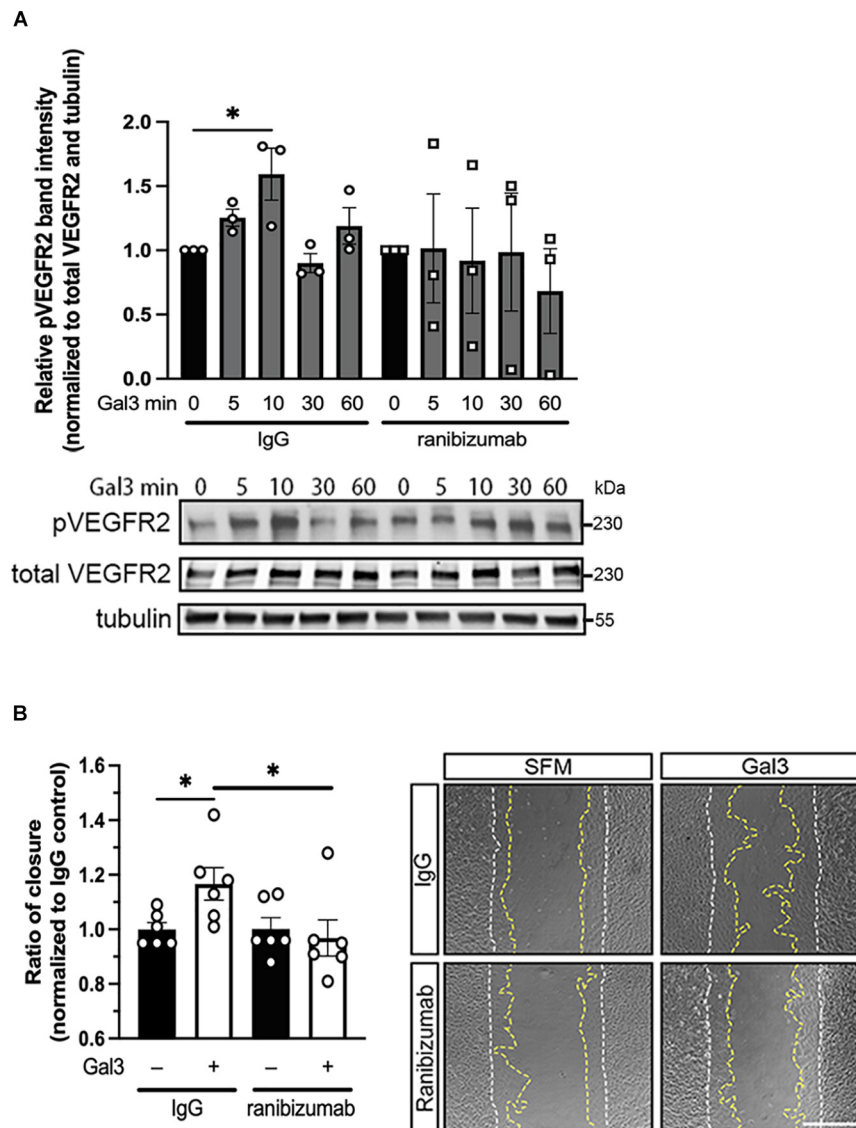 A
Relative pVEGFR2 band intensity
(normalized to total VEGFR2 and tubulin)
2.0
1.5
1.0
0.5
0.0
*
Gal3 min 0 5 10 30 60 0 5 10 30 60
IgG ranibizumab
Gal3 min 0 5 10 30 60 0 5 10 30 60 kDa
pVEGFR2 230
total VEGFR2 230
tubulin 55
B
Ratio of closure
(normalized to IgG control)
1.6
1.4
1.2
1.0
0.8
0.6
* *
Gal3 – + – +
IgG ranibizumab
SFM Gal3
IgG
Ranibizumab